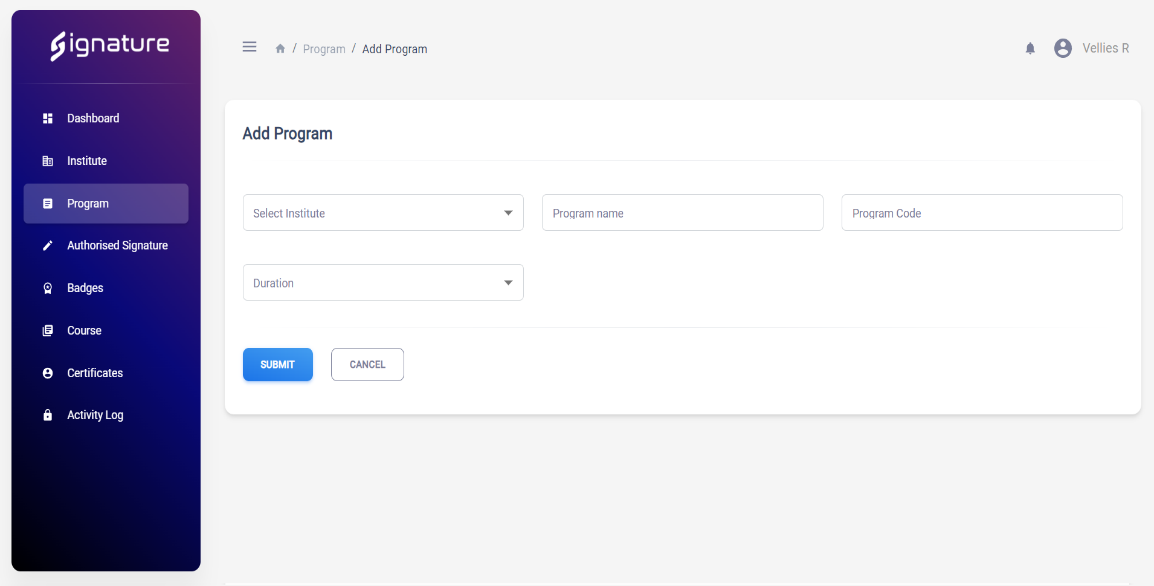 Signature
Dashboard
Institute
Program
Authorised Signature
Badges
Course
Certificates
Activity Log
/ Program / Add Program
Vellies R
Add Program
Select Institute
Program name
Program Code
Duration
SUBMIT
CANCEL